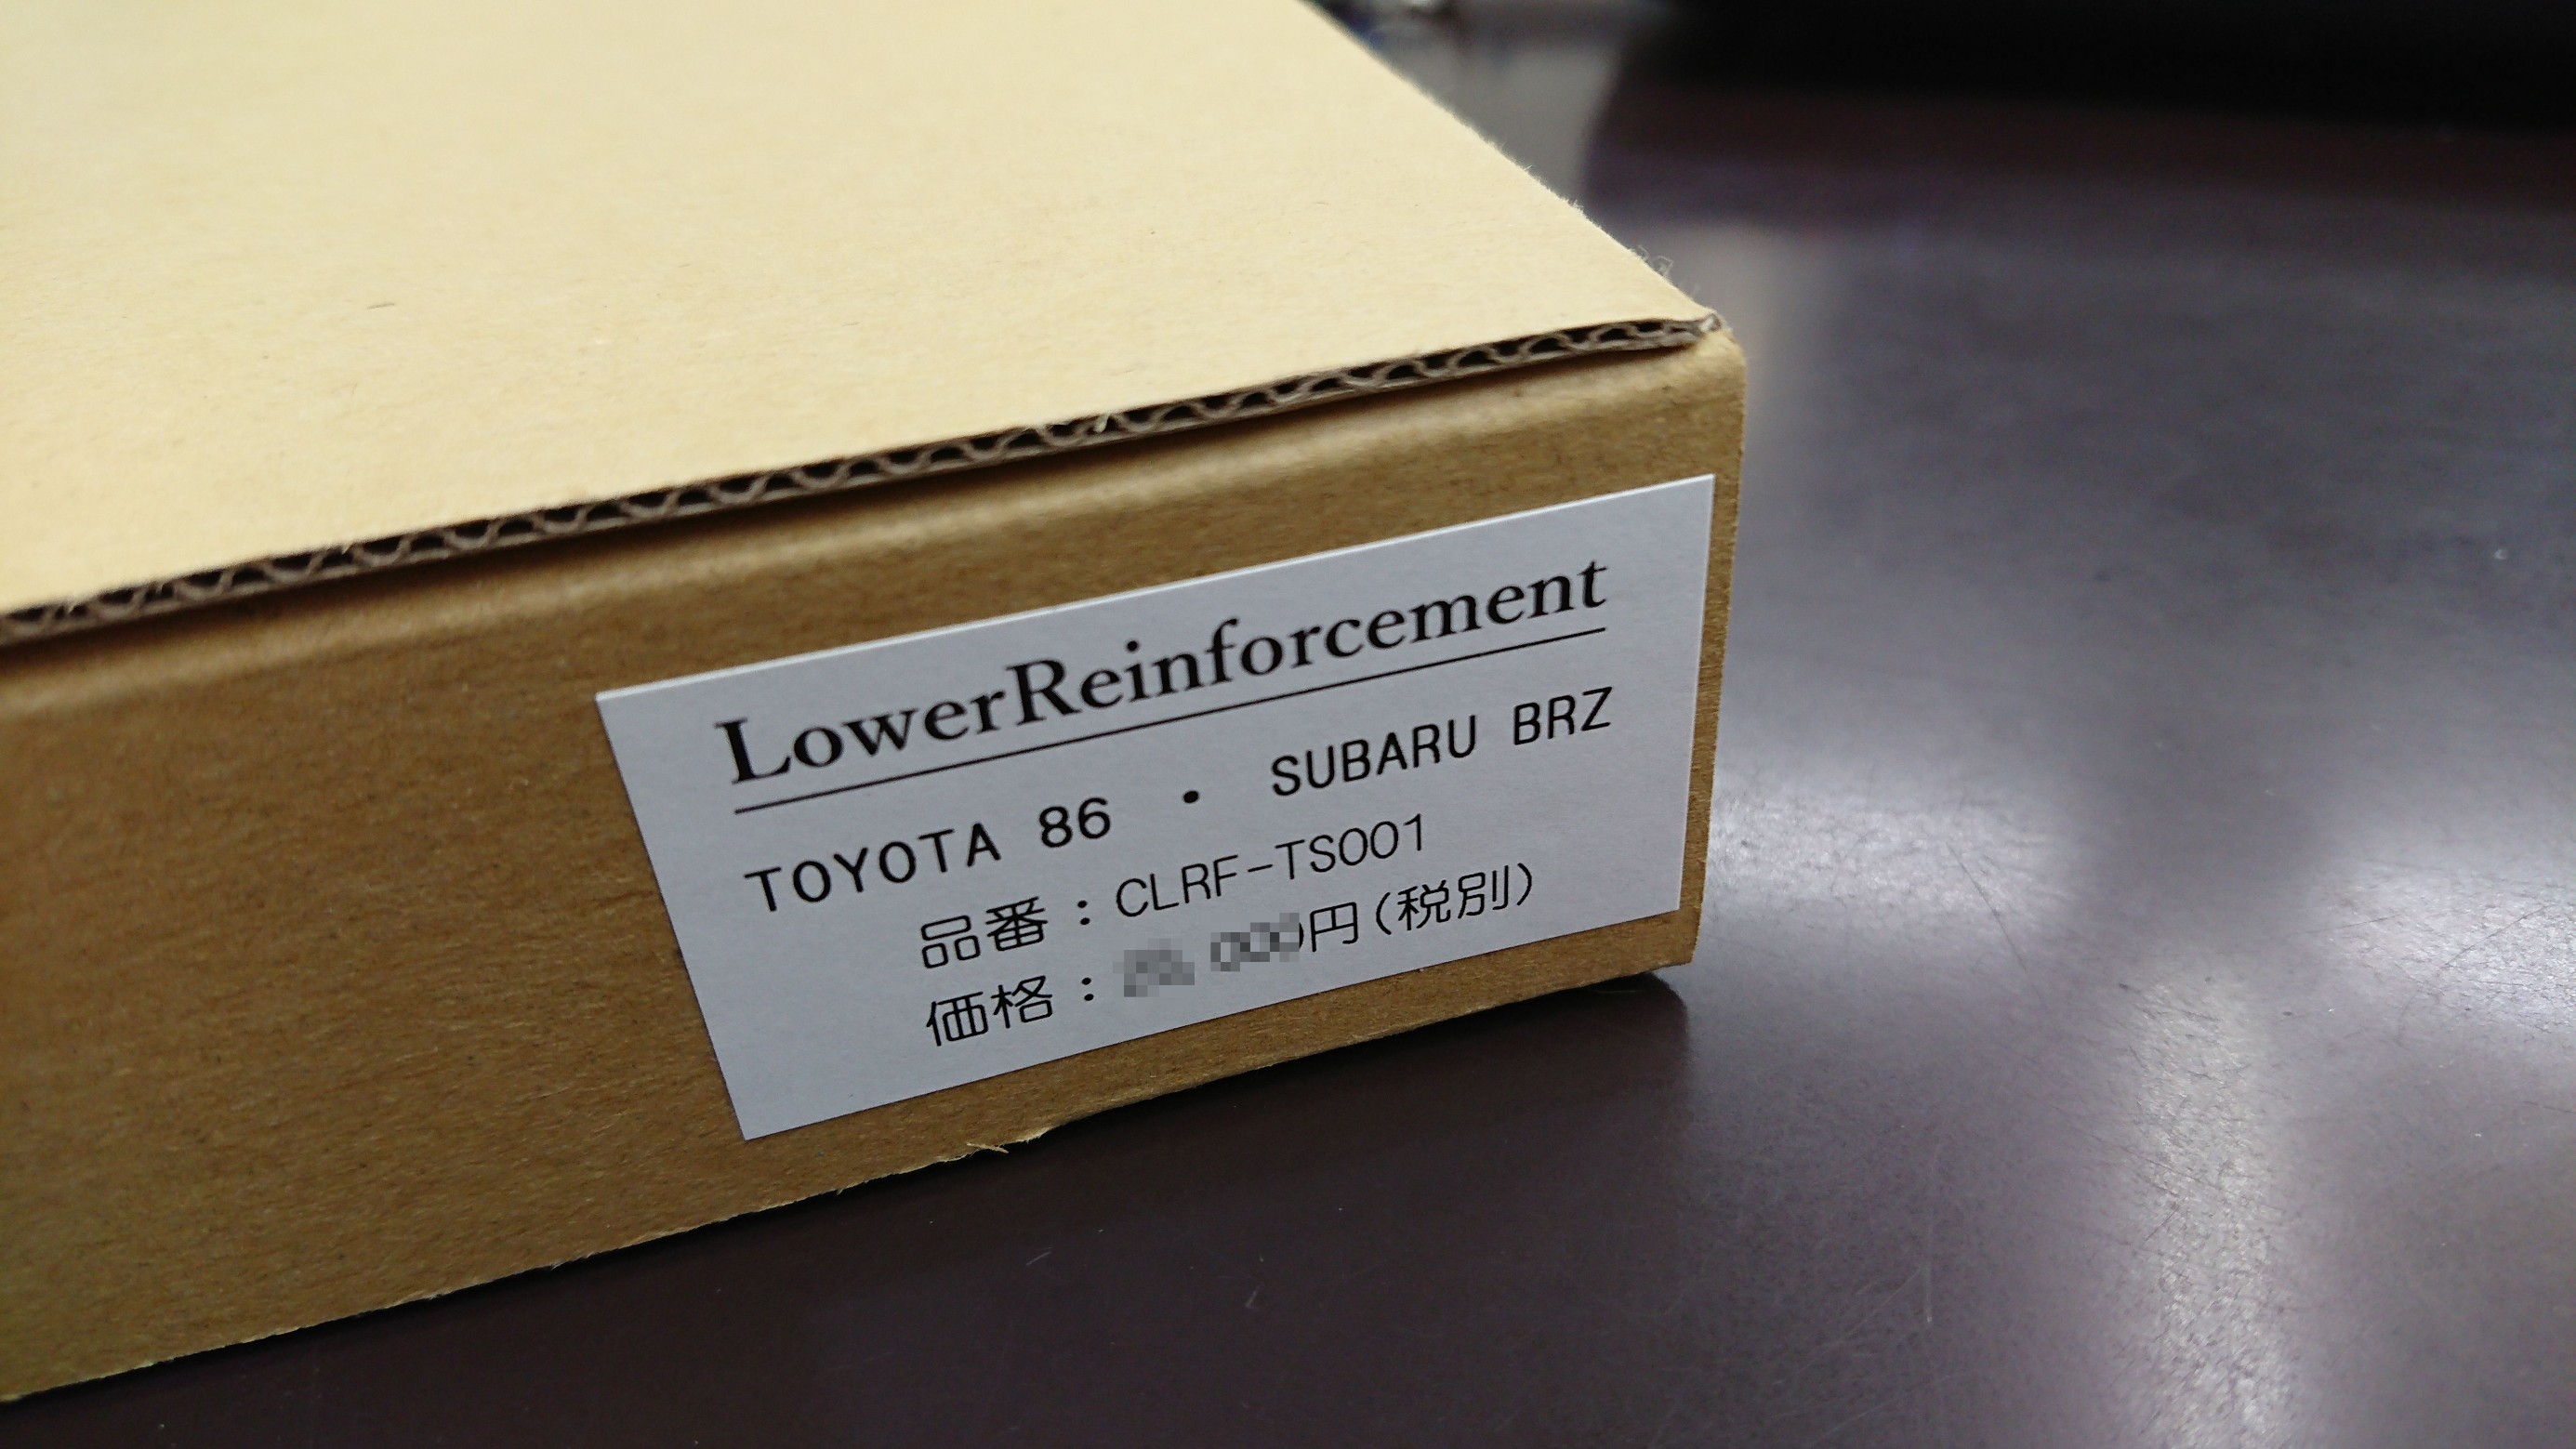 LowerReinforcement
TOYOTA 86 ・ SUBARU BRZ
品番：CLRF-TS001
価格： 円(税別)